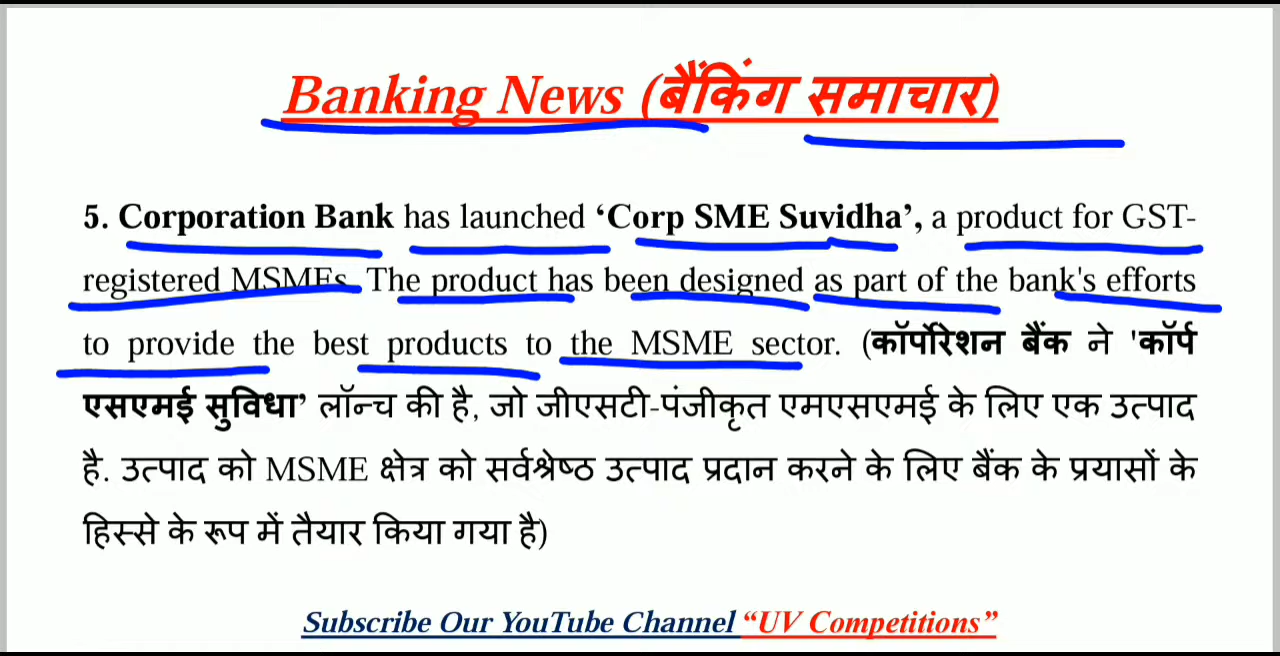 Banking News (बैंकिंग समाचार)
5. Corporation Bank has launched ‘Corp SME Suvidha’, a product for GST-
registered MSMEs. The product has been designed as part of the bank's efforts
to provide the best products to the MSME sector. (कॉर्पोरेशन बैंक ने 'कॉर्प
एसएमई सुविधा’ लॉन्च की है, जो जीएसटी-पंजीकृत एमएसएमई के लिए एक उत्पाद
है. उत्पाद को MSME क्षेत्र को सर्वश्रेष्ठ उत्पाद प्रदान करने के लिए बैंक के प्रयासों के
हिस्से के रूप में तैयार किया गया है)
Subscribe Our YouTube Channel “UV Competitions”